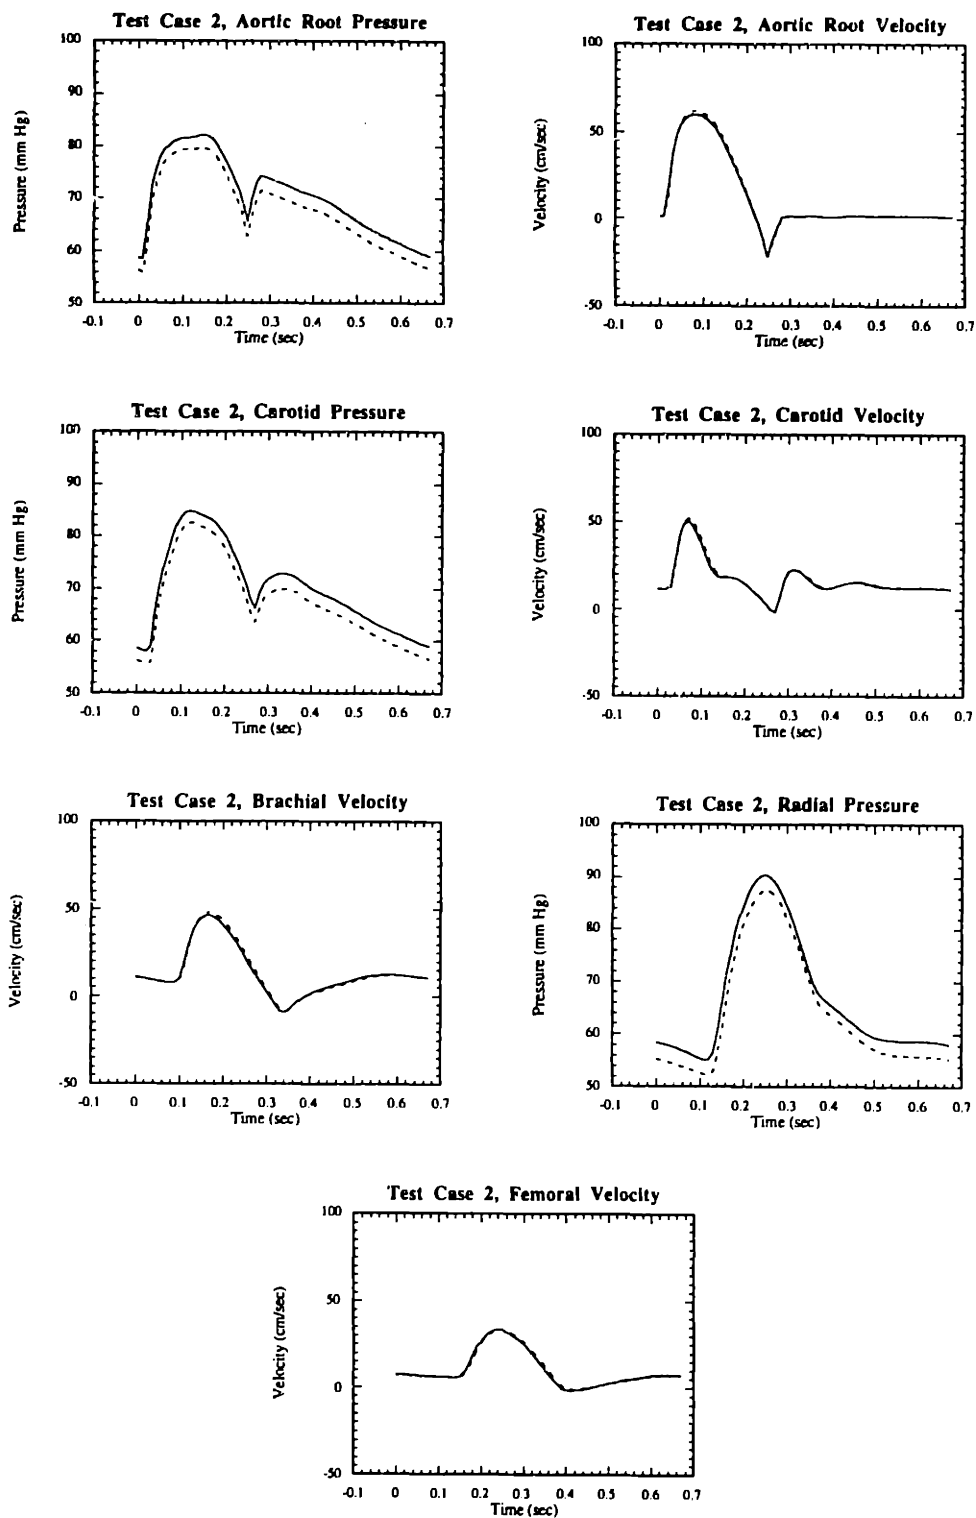 Test Case 2, Aortic Root Pressure
100
90
80
70
60
50
Pressure (mm Hg)
-0.1 0 0.1 0.2 0.3 0.4 0.5 0.6 0.7
Time (sec)
Test Case 2, Aortic Root Velocity
100
50
0
-50
Velocity (cm/sec)
-0.1 0 0.1 0.2 0.3 0.4 0.5 0.6 0.7
Time (sec)
Test Case 2, Carotid Pressure
100
90
80
70
60
50
Pressure (mm Hg)
-0.1 0 0.1 0.2 0.3 0.4 0.5 0.6 0.7
Time (sec)
Test Case 2, Carotid Velocity
100
50
0
-50
Velocity (cm/sec)
-0.1 0 0.1 0.2 0.3 0.4 0.5 0.6 0.7
Time (sec)
Test Case 2, Brachial Velocity
100
50
0
-50
Velocity (cm/sec)
-0.1 0 0.1 0.2 0.3 0.4 0.5 0.6 0.7
Time (sec)
Test Case 2, Radial Pressure
100
90
80
70
60
50
Pressure (mm Hg)
-0.1 0 0.1 0.2 0.3 0.4 0.5 0.6 0.7
Time (sec)
Test Case 2, Femoral Velocity
100
50
0
-50
Velocity (cm/sec)
-0.1 0 0.1 0.2 0.3 0.4 0.5 0.6 0.7
Time (sec)